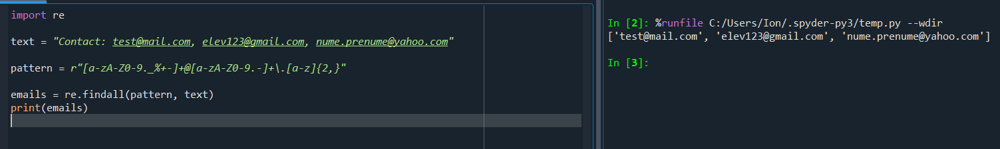 import re
text = "Contact: test@mail.com, elev123@gmail.com, nume.prenume@yahoo.com"
pattern = r"[a-zA-Z0-9._%+-]+@[a-zA-Z0-9.-]+\.[a-z]{2,}"
emails = re.findall(pattern, text)
print(emails)
In [2]: %runfile C:/Users/Ion/.spyder-py3/temp.py --wdir
['test@mail.com', 'elev123@gmail.com', 'nume.prenume@yahoo.com']
In [3]: